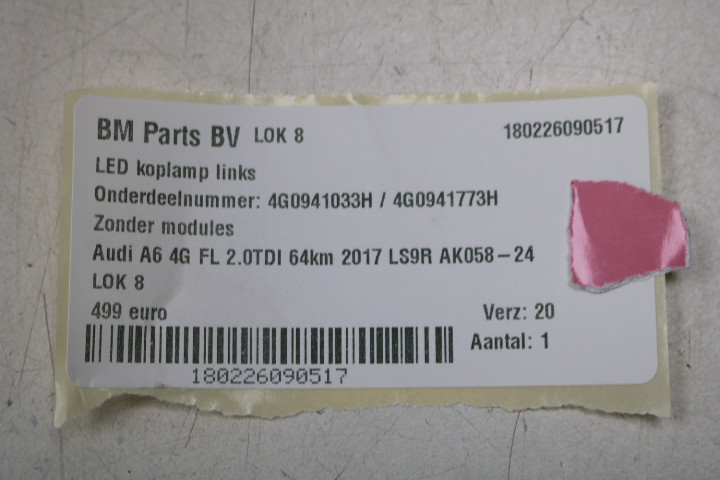 BM Parts BV LOK 8 180226090517
LED koplamp links
Onderdeelnummer: 4G0941033H / 4G0941773H
Zonder modules
Audi A6 4G FL 2.0TDI 64km 2017 LS9R AK058-24
LOK 8
499 euro Verz: 20
Aantal: 1
180226090517